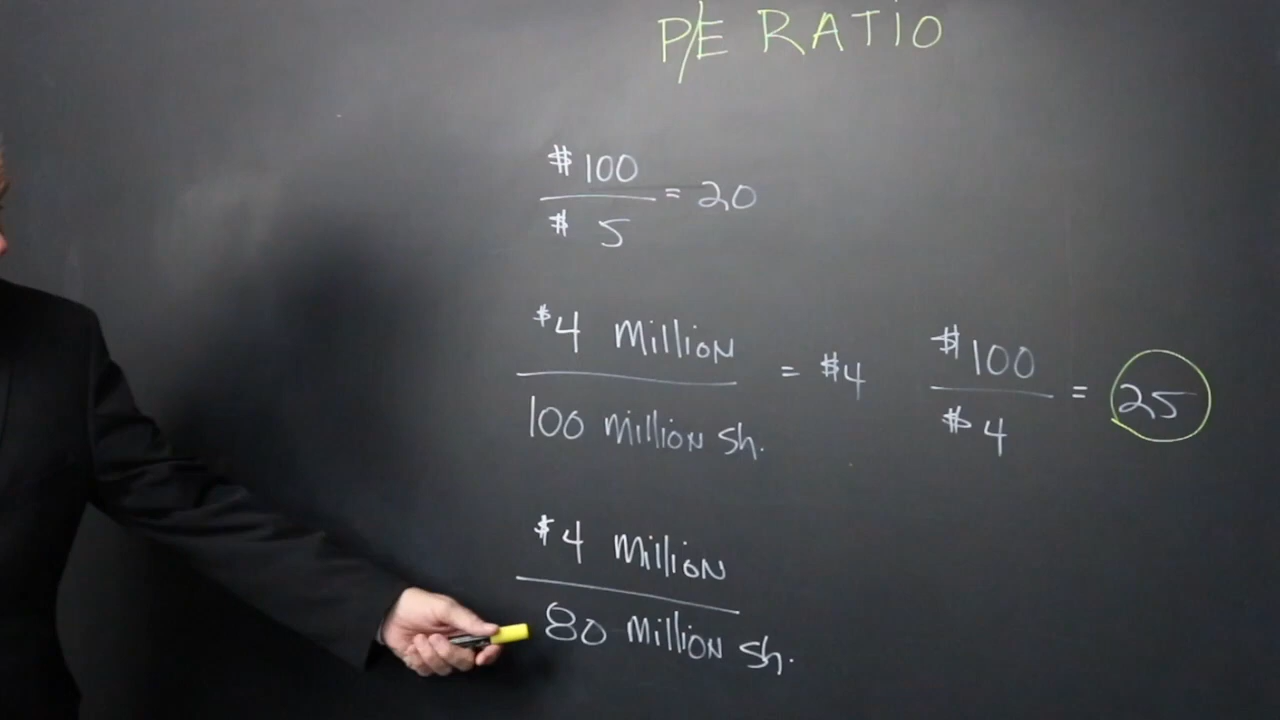 P/E RATIO
$ 100
$ 5
= 20
$4 Million
100 million Sh.
= $4
$100
$ 4
= 25
$4 million
80 million Sh.